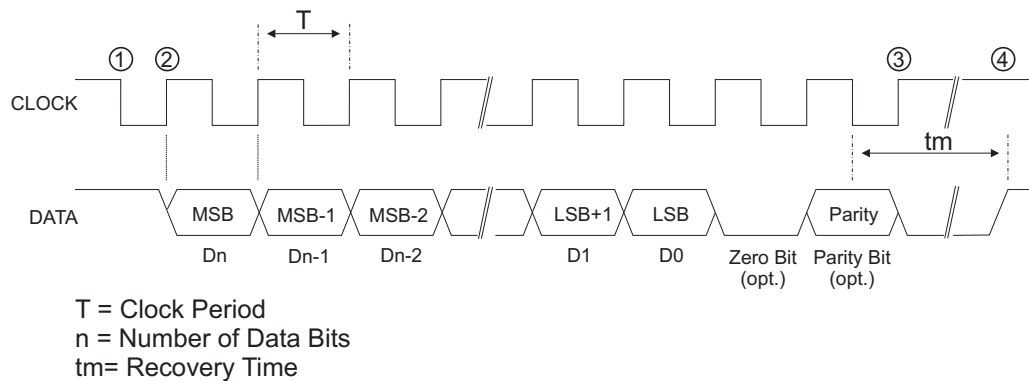 T
① ② ③ ④
CLOCK
tm
DATA MSB MSB-1 MSB-2 LSB+1 LSB Parity
Dn Dn-1 Dn-2 D1 D0 Zero Bit Parity Bit
(opt.) (opt.)
T = Clock Period
n = Number of Data Bits
tm= Recovery Time